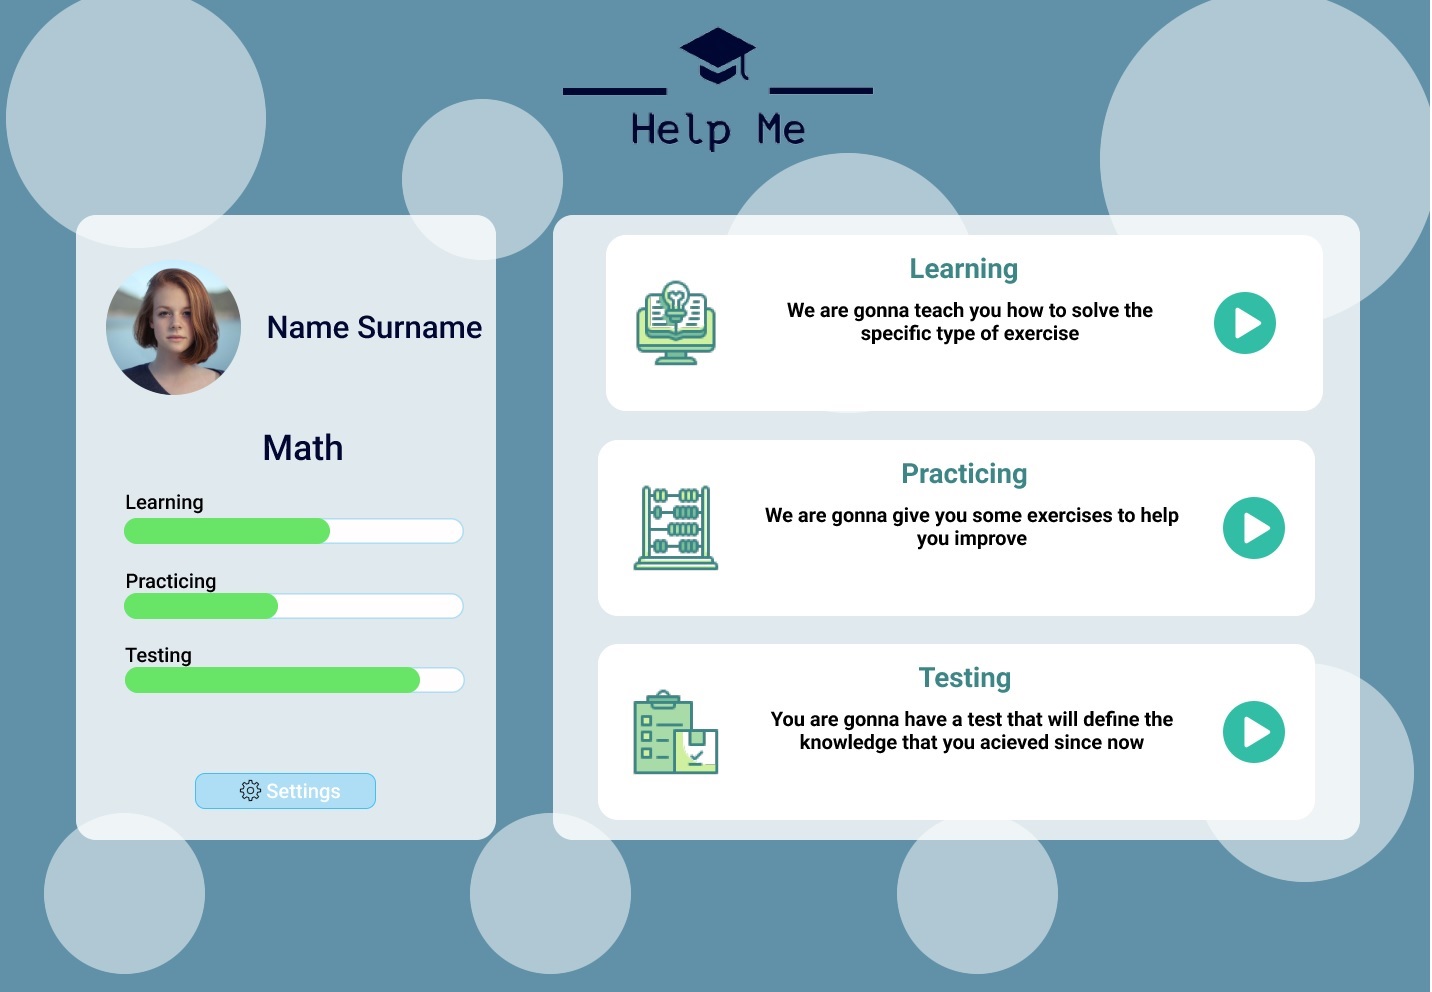 Help Me
Name Surname
Math
Learning
Practicing
Testing
Settings
Learning
We are gonna teach you how to solve the
specific type of exercise
Practicing
We are gonna give you some exercises to help
you improve
Testing
You are gonna have a test that will define the
knowledge that you acieved since now